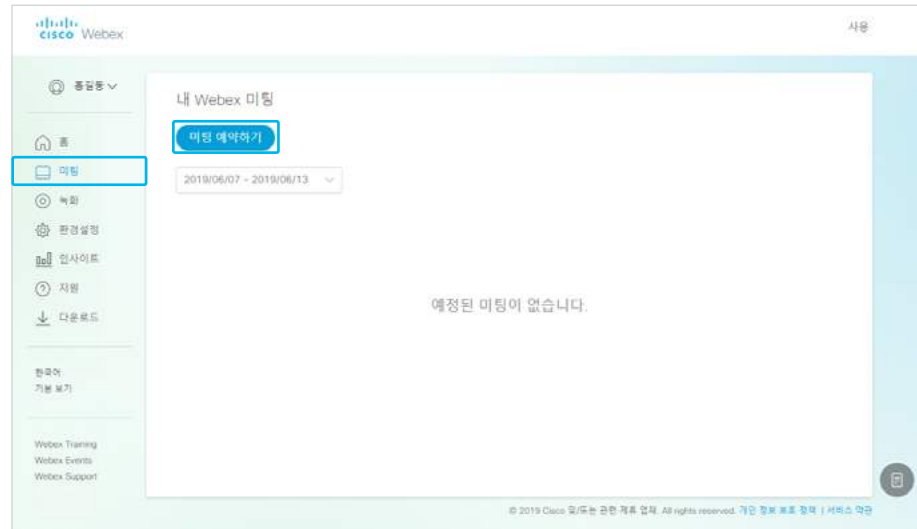 cisco Webex
사용
홍길동
내 Webex 미팅
미팅 예약하기
홈
미팅
2019/06/07 - 2019/06/13
녹화
환경설정
인사이트
지원
예정된 미팅이 없습니다.
다운로드
한국어
기본 보기
Webex Training
Webex Events
Webex Support
© 2019 Cisco 및/또는 관련 제휴 업체. All rights reserved. 개인 정보 보호 정책 | 서비스 약관